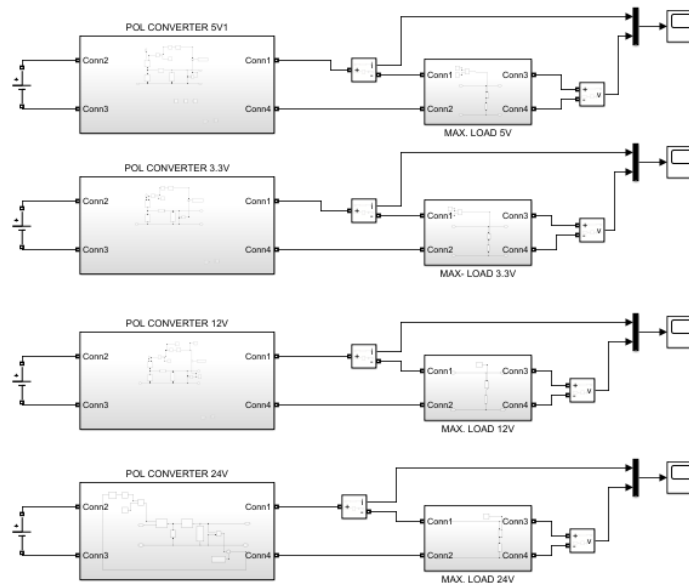 POL CONVERTER 5V1
Conn2 Conn1 + - i Conn1 Conn3 + - v
Conn3 Conn4 Conn2 Conn4
MAX. LOAD 5V
POL CONVERTER 3.3V
Conn2 Conn1 + - i Conn1 Conn3 + - v
Conn3 Conn4 Conn2 Conn4
MAX- LOAD 3.3V
POL CONVERTER 12V
Conn2 Conn1 + - i Conn1 Conn3 + - v
Conn3 Conn4 Conn2 Conn4
MAX. LOAD 12V
POL CONVERTER 24V
Conn2 Conn1 + - i Conn1 Conn3 + - v
Conn3 Conn4 Conn2 Conn4
MAX. LOAD 24V